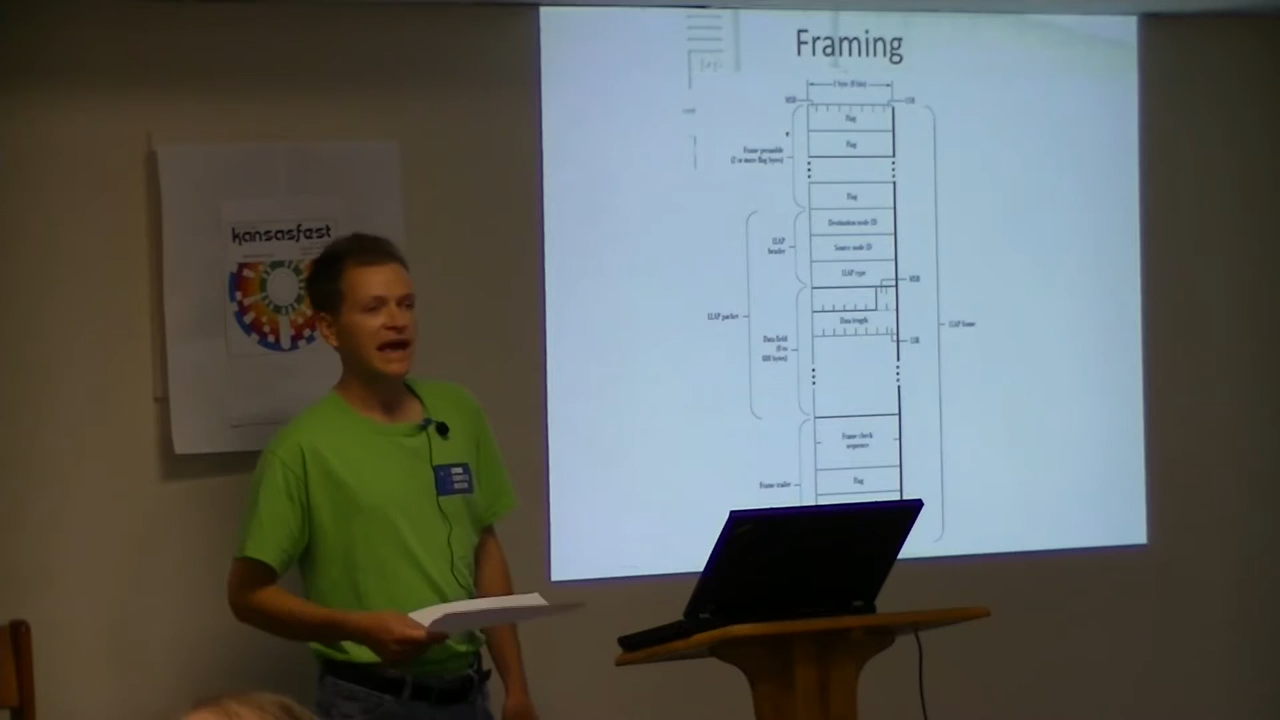 Framing
1 byte (8 bits)
MSB
LSB
Flag
Flag
Frame preamble
(2 or more flag bytes)
Flag
Destination node ID
LLAP
header
Source node ID
LLAP type
MSB
Data length
LLAP packet
LLAP frame
LSB
Data field
(0 to
600 bytes)
Frame check
sequence
Frame trailer
Flag
kansasfest